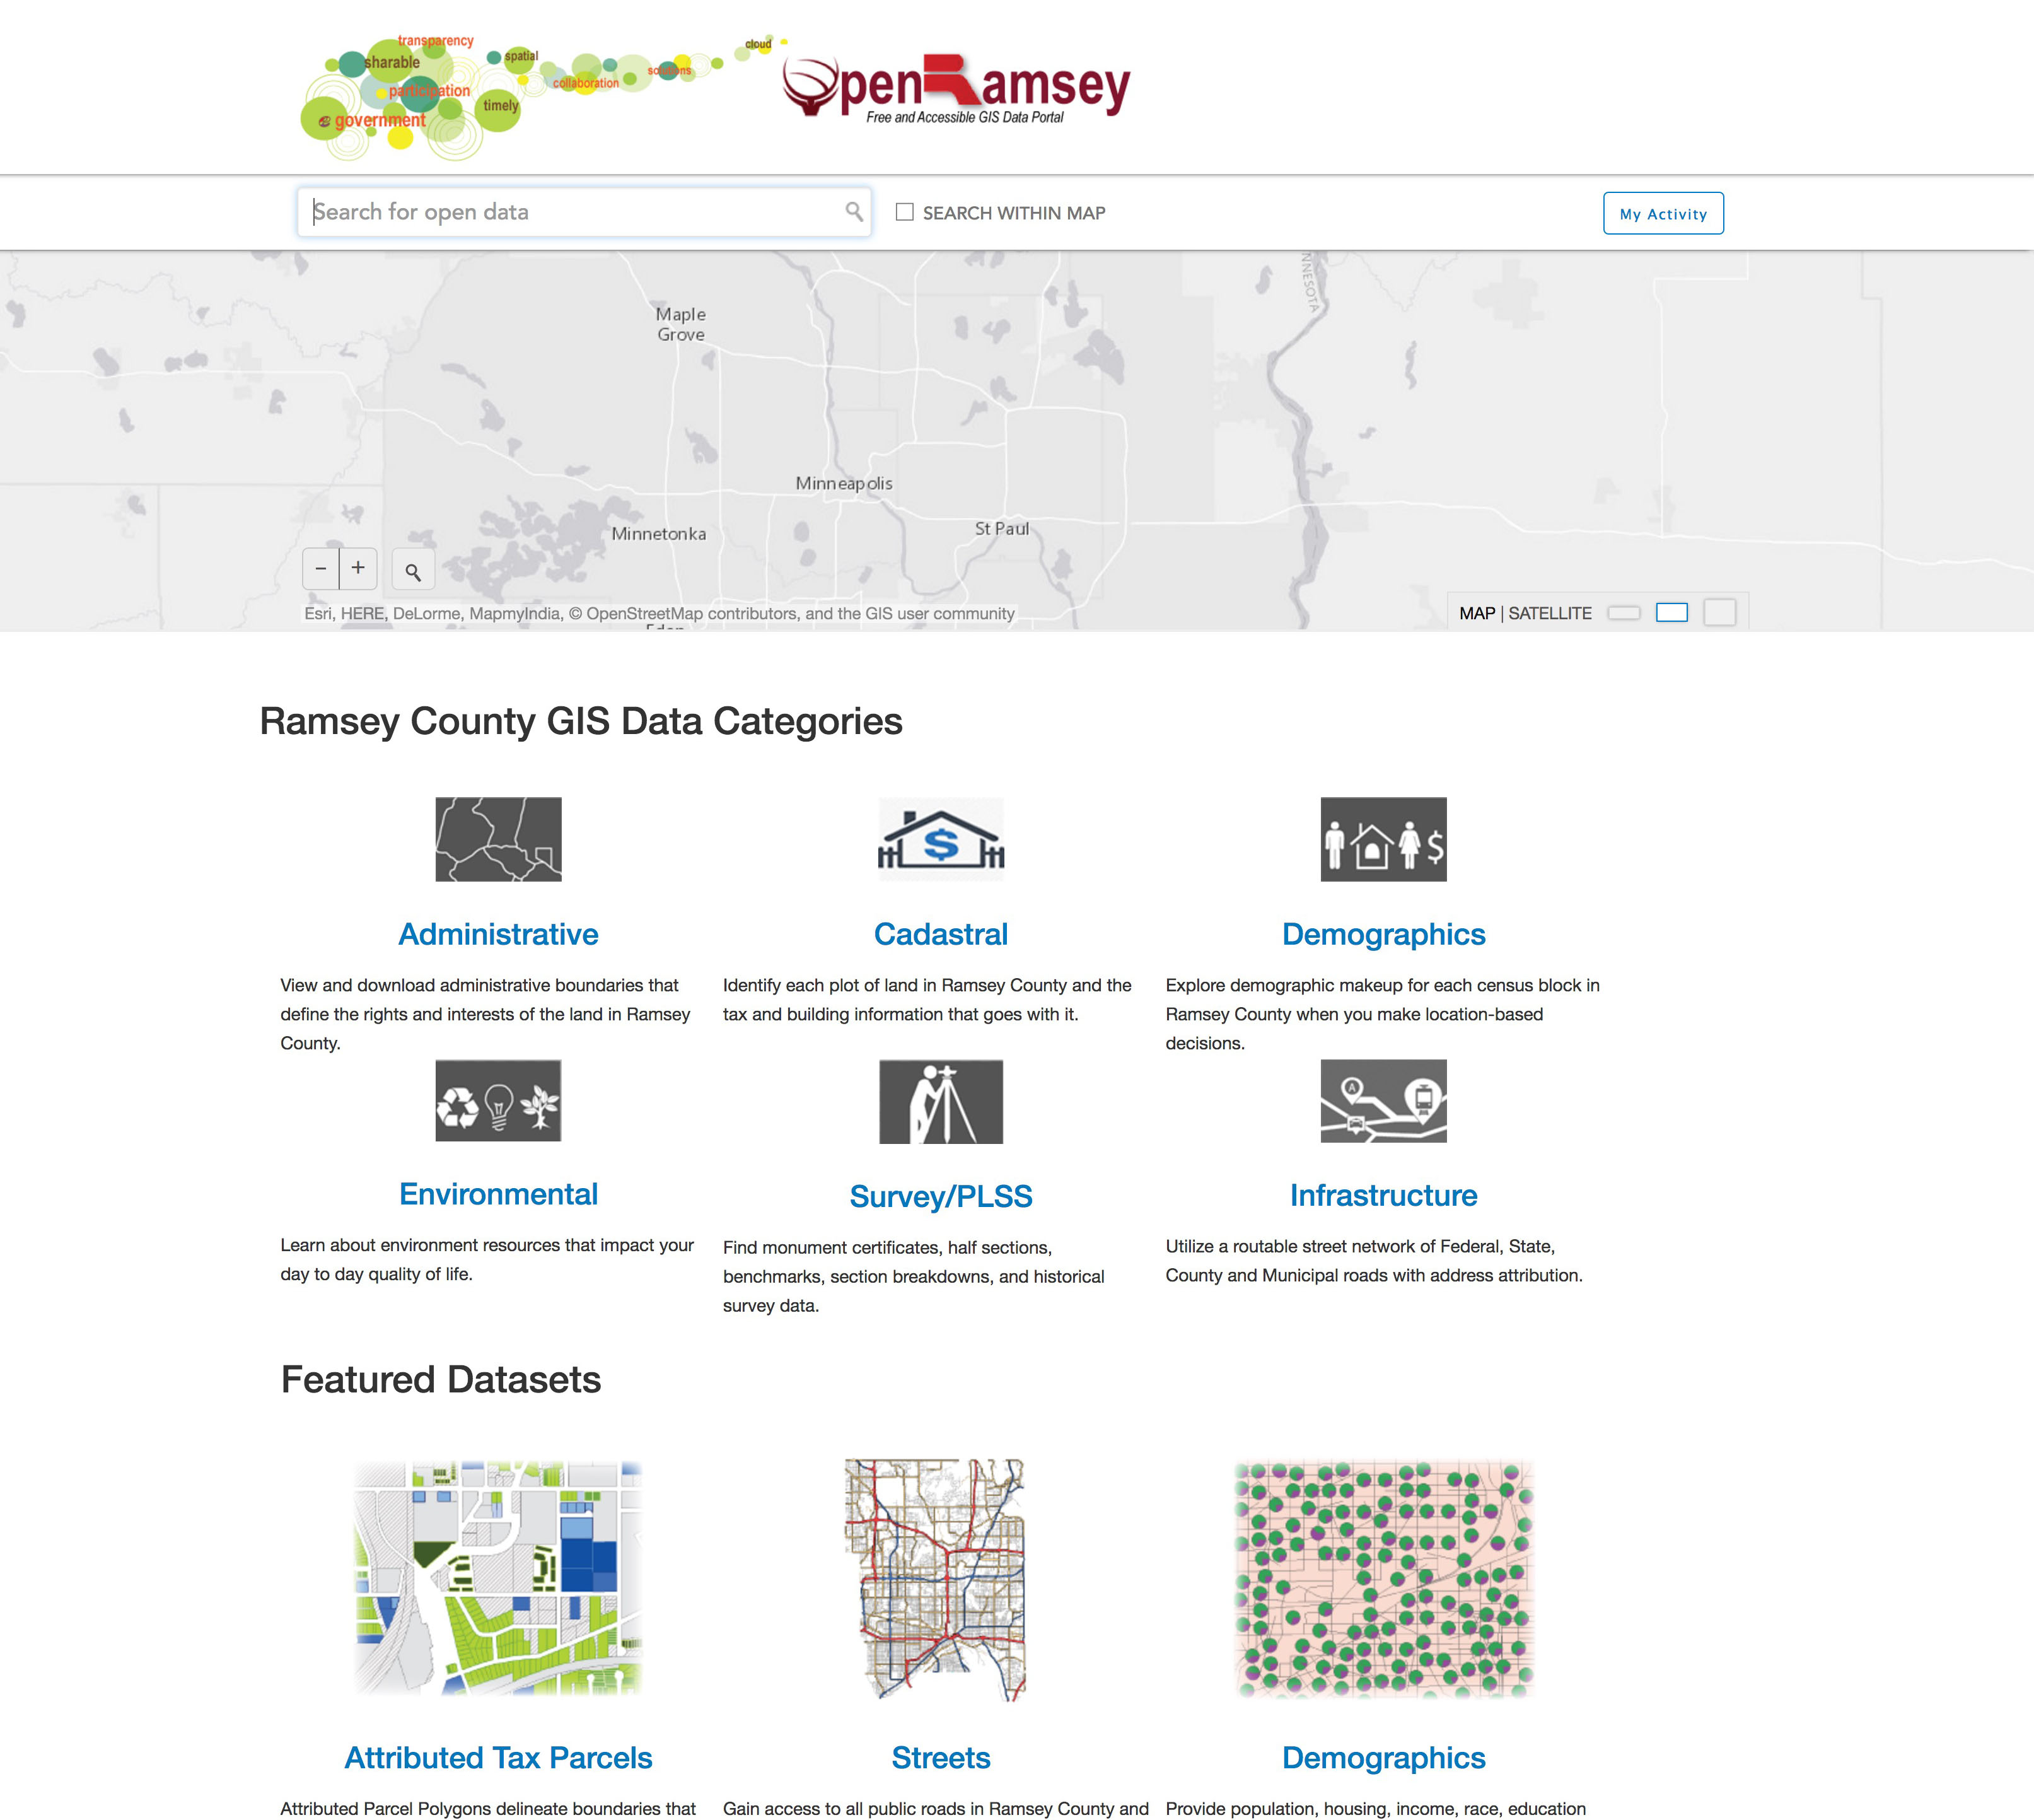 transparency
sharable
spatial
cloud
solutions
collaboration
participation
timely
e government
OpenRamsey
Free and Accessible GIS Data Portal
Search for open data
SEARCH WITHIN MAP
My Activity
NNESOTA
Maple
Grove
Minneapolis
Minnetonka
St Paul
− +
Esri, HERE, DeLorme, MapmyIndia, © OpenStreetMap contributors, and the GIS user community
MAP | SATELLITE
Ramsey County GIS Data Categories
$
$
Administrative
Cadastral
Demographics
View and download administrative boundaries that
define the rights and interests of the land in Ramsey
County.
Identify each plot of land in Ramsey County and the
tax and building information that goes with it.
Explore demographic makeup for each census block in
Ramsey County when you make location-based
decisions.
A
Environmental
Survey/PLSS
Infrastructure
Learn about environment resources that impact your
day to day quality of life.
Find monument certificates, half sections,
benchmarks, section breakdowns, and historical
survey data.
Utilize a routable street network of Federal, State,
County and Municipal roads with address attribution.
Featured Datasets
Attributed Tax Parcels
Streets
Demographics
Attributed Parcel Polygons delineate boundaries that
Gain access to all public roads in Ramsey County and
Provide population, housing, income, race, education